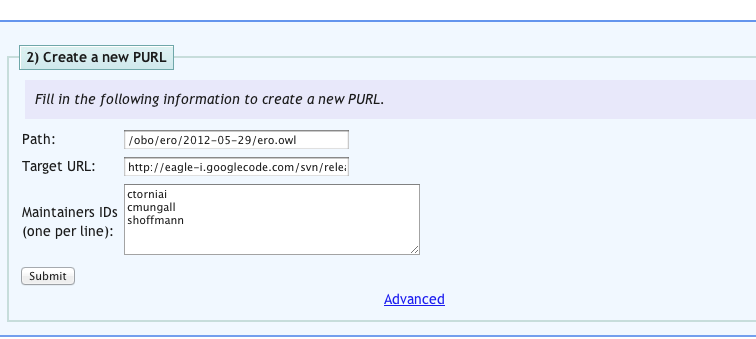 2) Create a new PURL
Fill in the following information to create a new PURL.
Path: /obo/ero/2012-05-29/ero.owl
Target URL: http://eagle-i.googlecode.com/svn/rele
Maintainers IDs
(one per line):
ctorniai
cmungall
shoffmann
Submit
Advanced